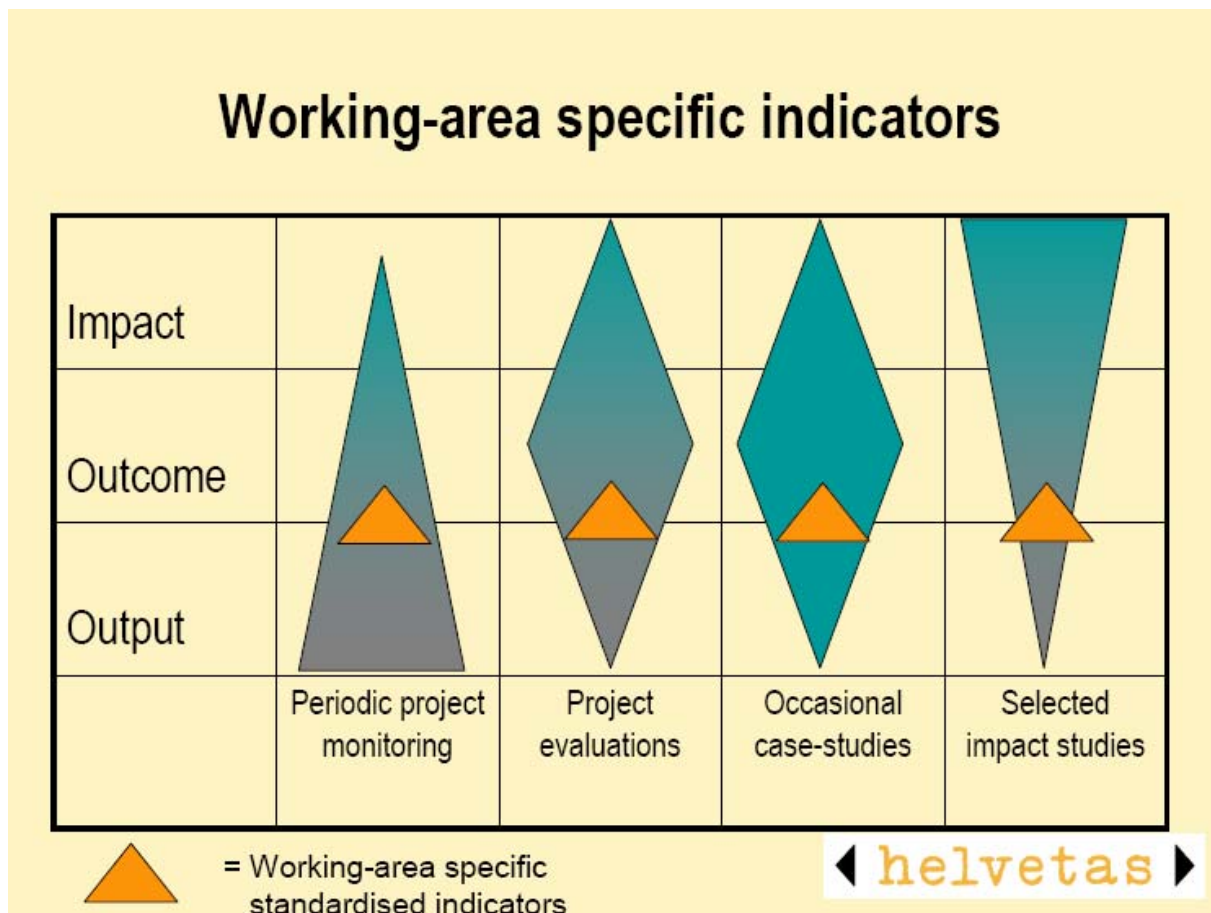 Working-area specific indicators
Impact
Outcome
Output
Periodic project
monitoring
Project
evaluations
Occasional
case-studies
Selected
impact studies
= Working-area specific
standardised indicators
helvetas